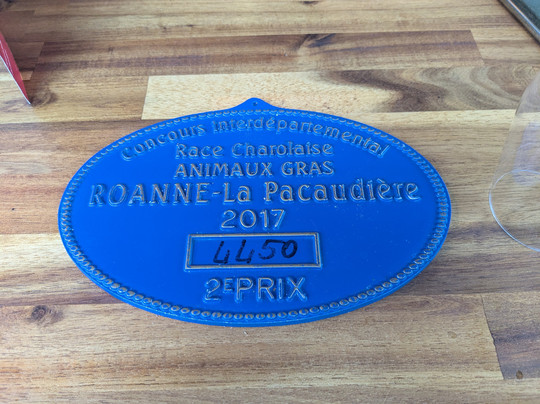 Concours Interdépartemental
Race Charolaise
ANIMAUX GRAS
ROANNE-La Pacaudière
2017
4450
2E PRIX